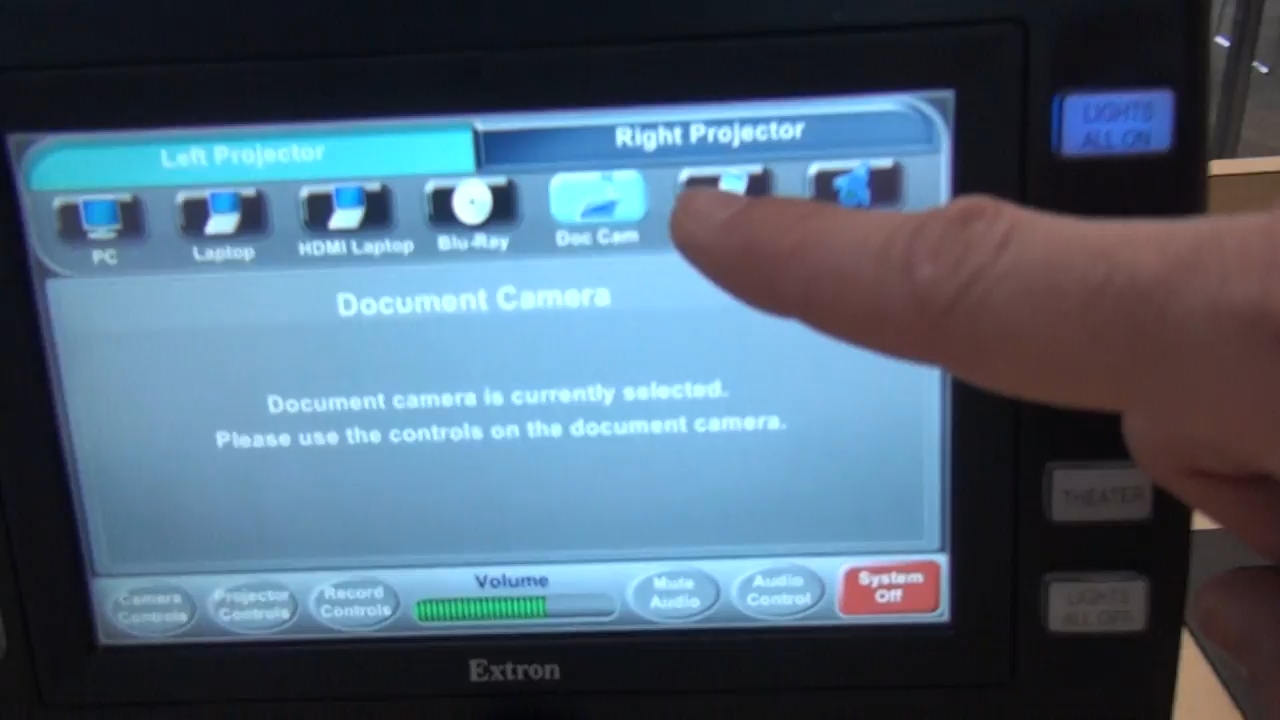 Left Projector
Right Projector
PC
Laptop
HDMI Laptop
Blu-Ray
Doc Cam
Document Camera
Document camera is currently selected.
Please use the controls on the document camera.
Camera Controls
Projector Controls
Record Controls
Volume
Mute Audio
Audio Control
System Off
Extron
LIGHTS
ALL ON
THEATER
LIGHTS
ALL OFF